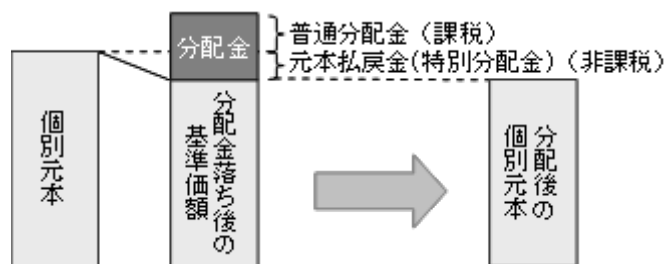 分配金
普通分配金（課税）
元本払戻金(特別分配金)（非課税）
個別元本
分配金落ち後の
基準価額
分配後の
個別元本